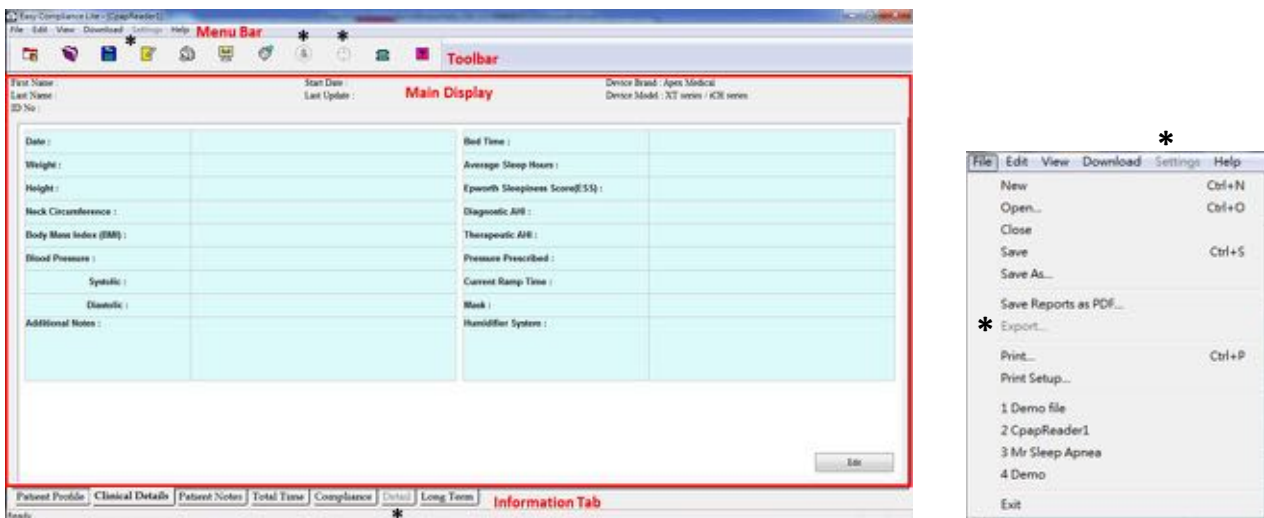 Easy Compliance Lite - [CpapReader1]
File Edit View Download Settings Help Menu Bar
* * *
Toolbar
First Name : Start Date : Device Brand : Apex Medical
Last Name : Last Update : Main Display Device Model : XT series / iCH series
ID No :
Date : Bed Time :
Weight : Average Sleep Hours :
Height : Epworth Sleepiness Score(ESS) :
Neck Circumference : Diagnostic AHI :
Body Mass Index (BMI) : Therapeutic AHI :
Blood Pressure : Pressure Prescribed :
Systolic : Current Ramp Time :
Diastolic : Mask :
Additional Notes : Humidifier System :
Edit
Patient Profile Clinical Details Patient Notes Total Time Compliance Detail Long Term Information Tab
*
Ready
*
File Edit View Download Settings Help
New Ctrl+N
Open... Ctrl+O
Close
Save Ctrl+S
Save As...
Save Reports as PDF...
* Export...
Print... Ctrl+P
Print Setup...
1 Demo file
2 CpapReader1
3 Mr Sleep Apnea
4 Demo
Exit